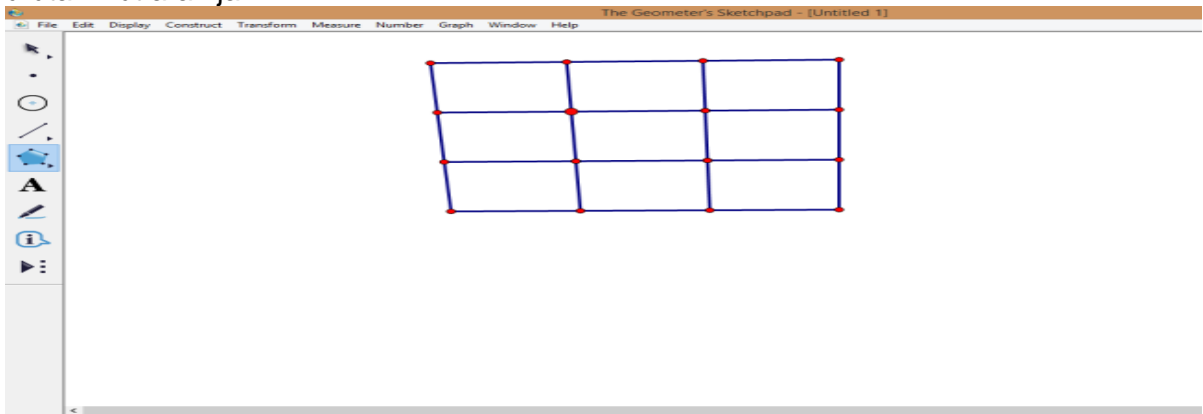 The Geometer's Sketchpad - [Untitled 1]
File Edit Display Construct Transform Measure Number Graph Window Help
A
i